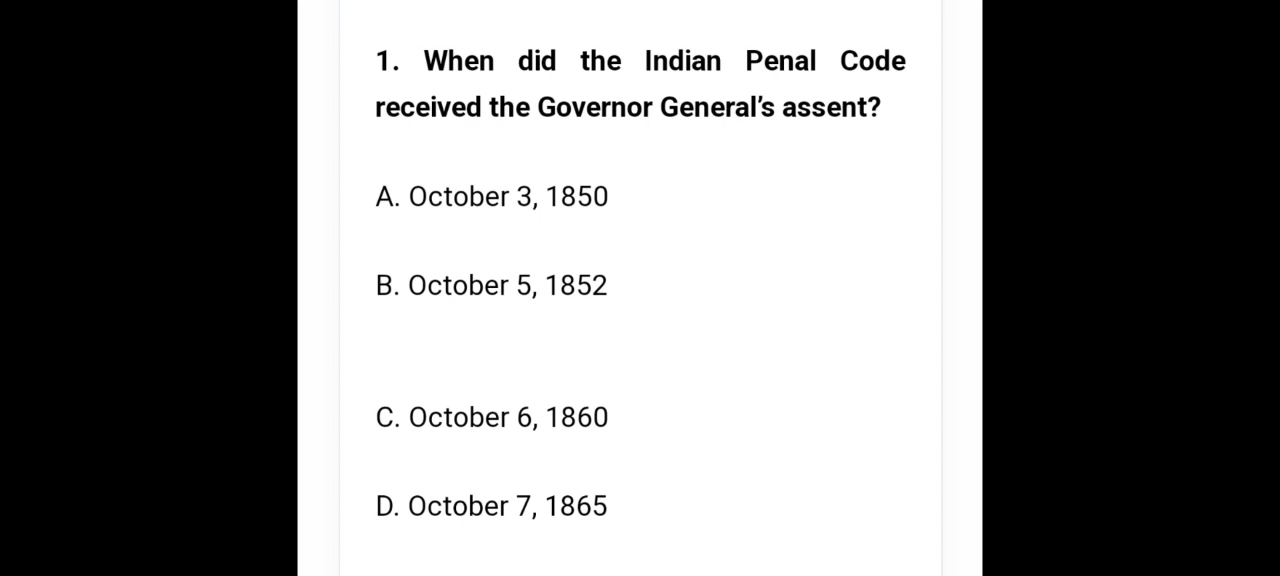 1. When did the Indian Penal Code
received the Governor General’s assent?
A. October 3, 1850
B. October 5, 1852
C. October 6, 1860
D. October 7, 1865